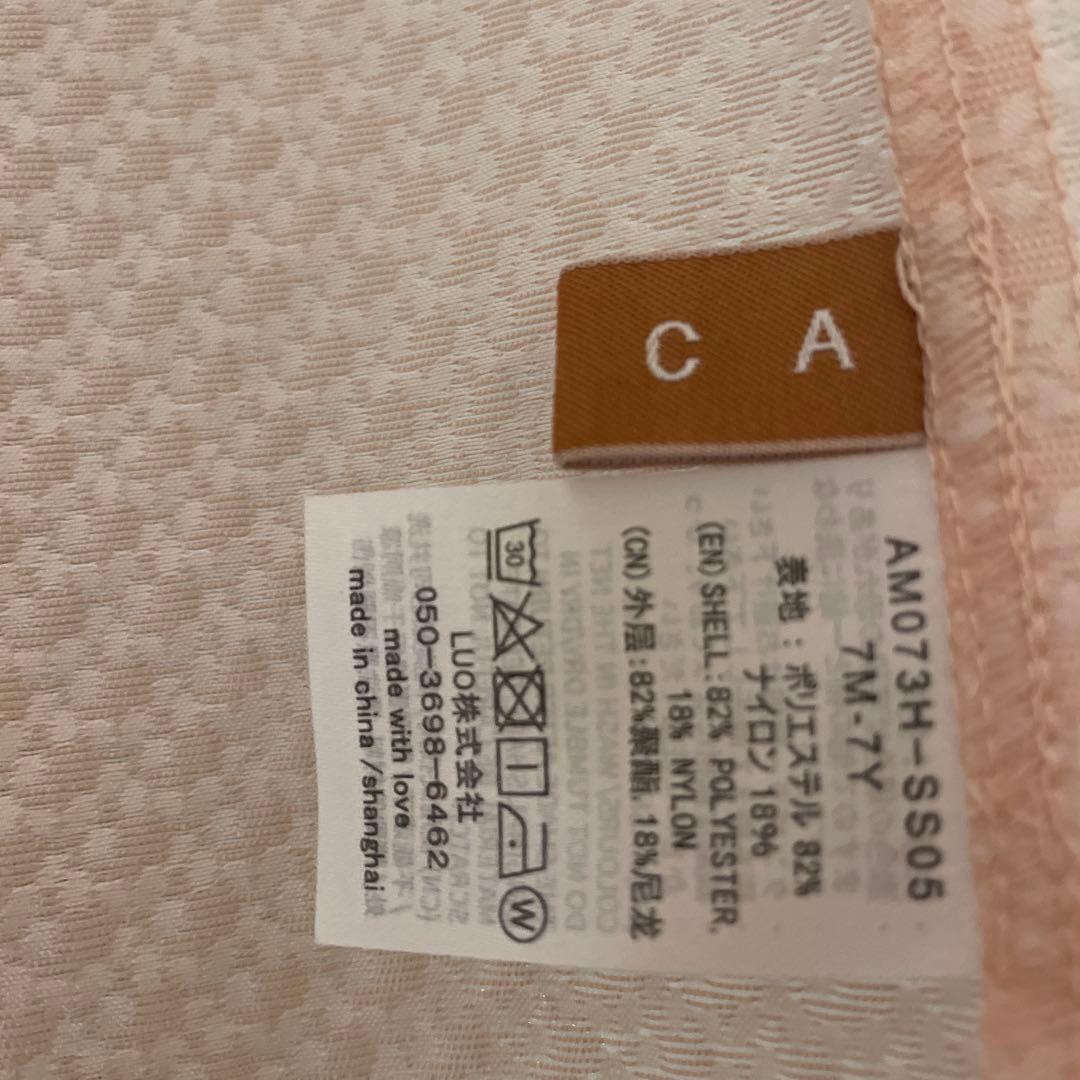 C A
AM073H-SS05
7M-7Y
表地：ポリエステル 82%
ナイロン 18%
(EN) SHELL:82% POLYESTER,
18% NYLON
(CN) 外层:82%聚酯. 18%尼龙
30
W
LUO株式会社
050-3698-6462
made with love
made in china /shanghai